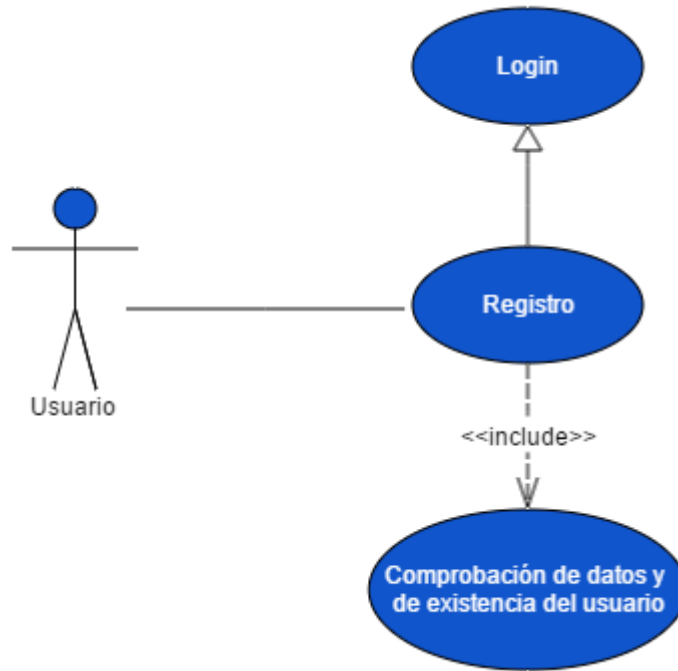 Login
Registro
Usuario
<<include>>
Comprobación de datos y
de existencia del usuario